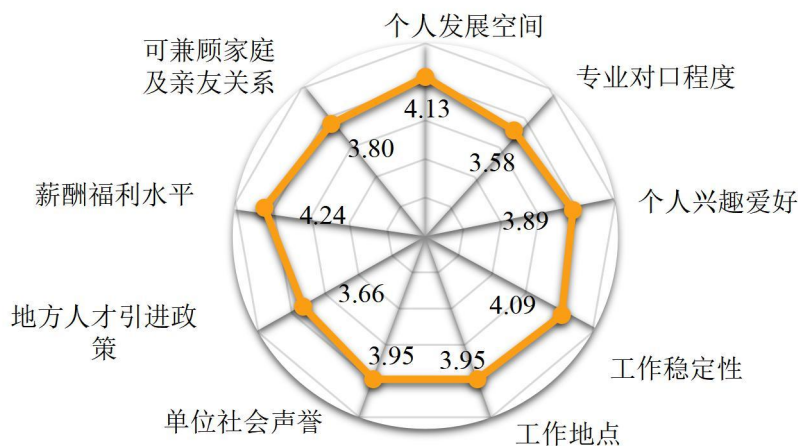 个人发展空间
可兼顾家庭
及亲友关系
专业对口程度
4.13
3.80
3.58
薪酬福利水平
个人兴趣爱好
4.24
3.89
3.66
4.09
地方人才引进政
策
3.95
3.95
工作稳定性
单位社会声誉
工作地点